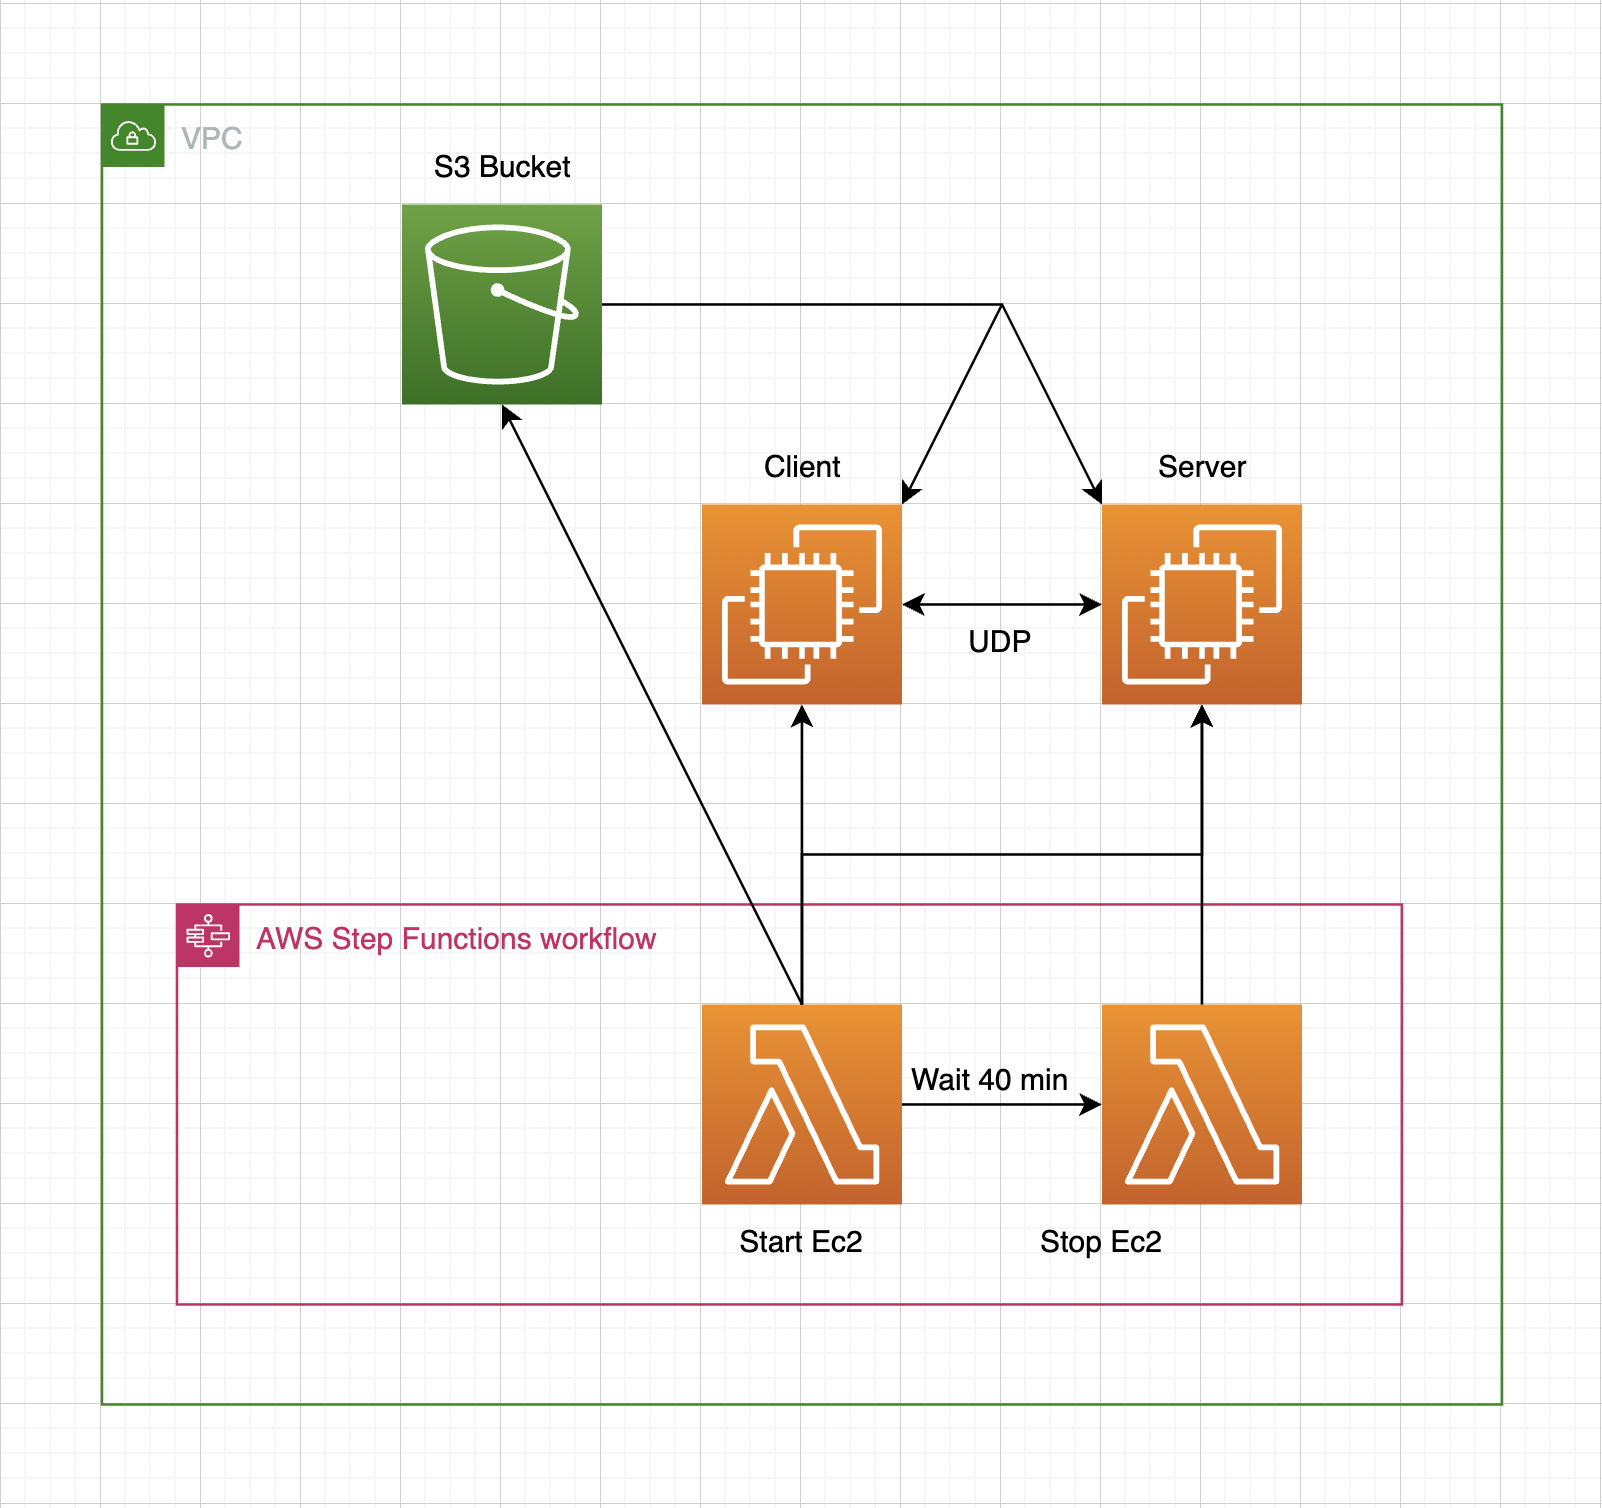 VPC
S3 Bucket
Client
Server
UDP
AWS Step Functions workflow
Wait 40 min
Start Ec2
Stop Ec2